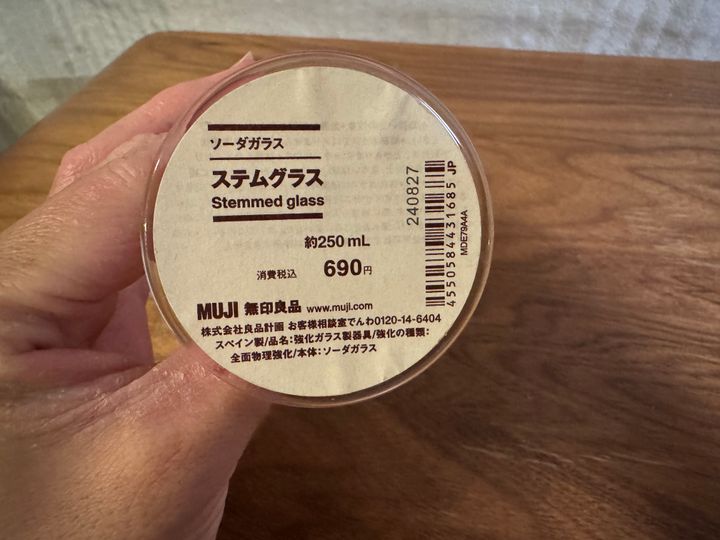 ソーダガラス
ステムグラス
Stemmed glass
約250 mL
消費税込 690円
MUJI 無印良品 www.muji.com
株式会社良品計画 お客様相談室でんわ0120-14-6404
スペイン製/品名:強化ガラス製器具/強化の種類:
全面物理強化/本体:ソーダガラス
240827
4550584431685 JP
MDE79A4A